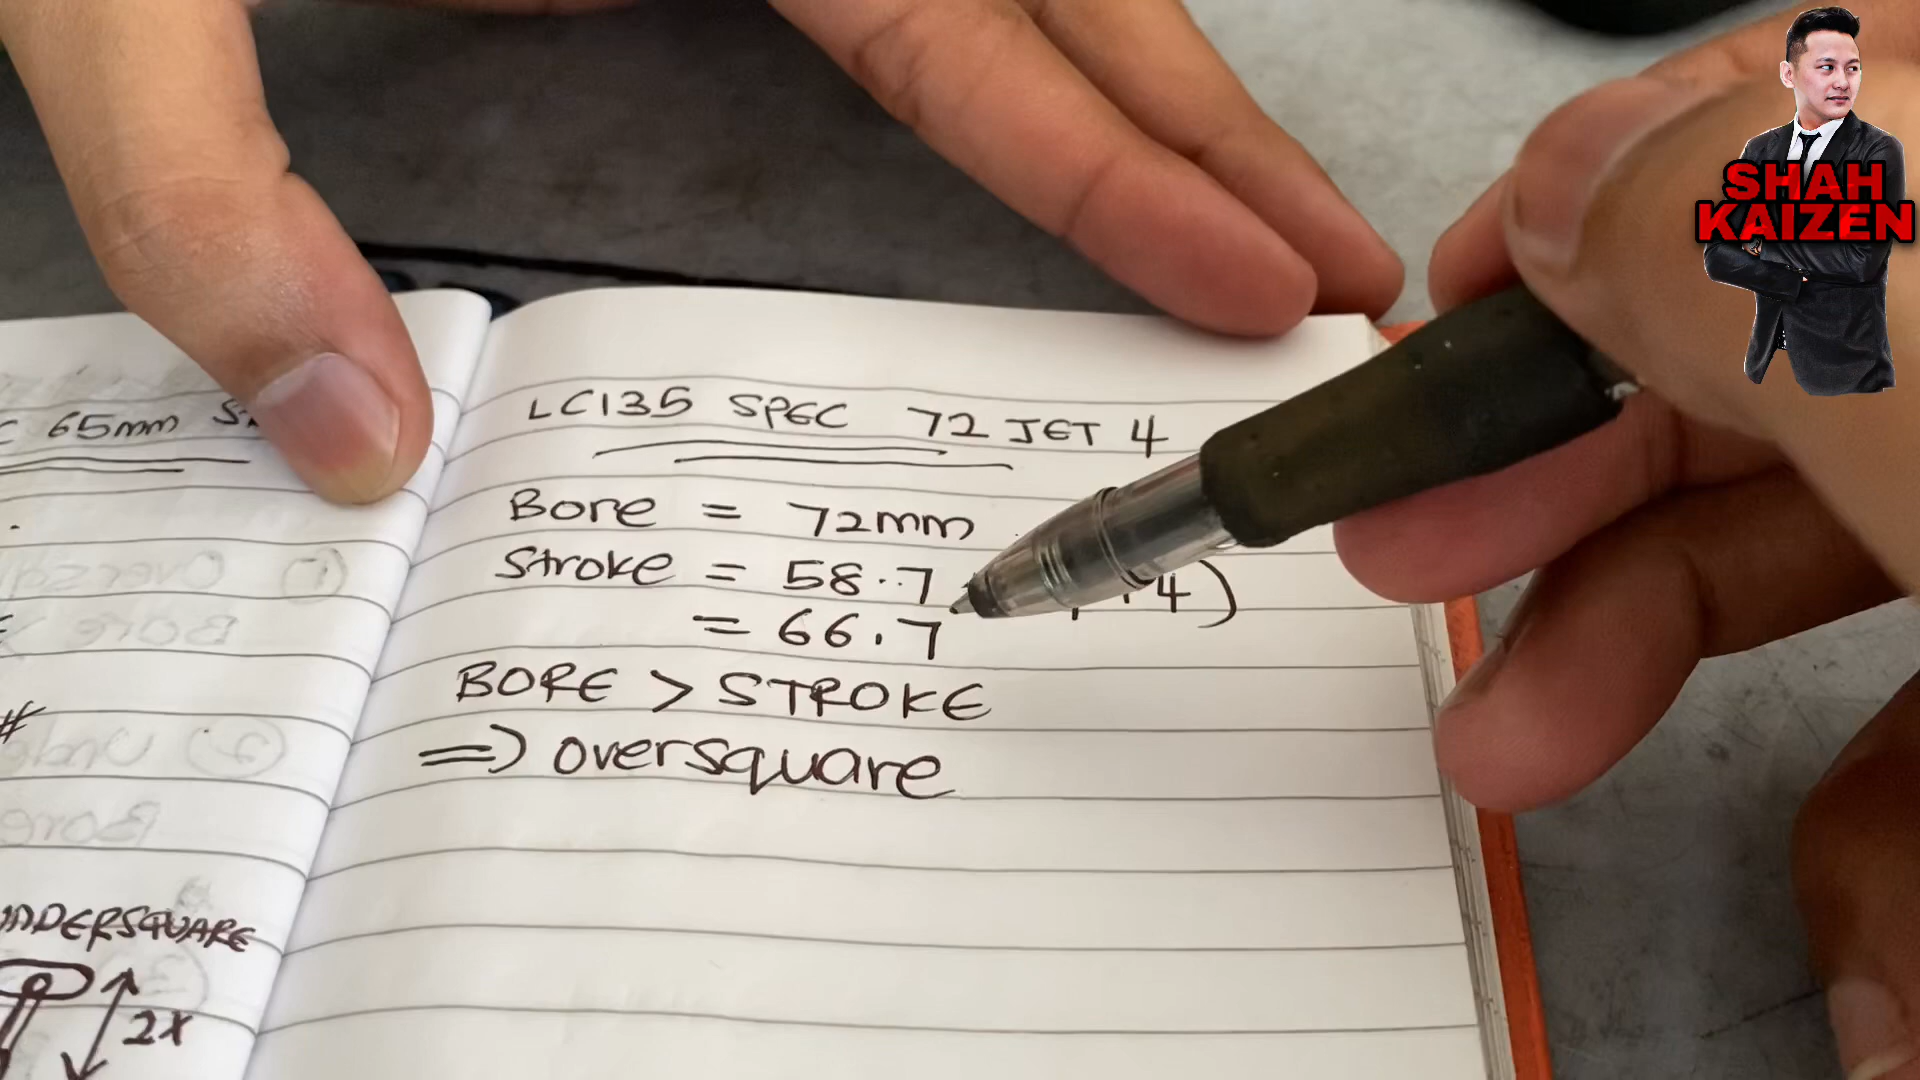 SHAH
KAIZEN
65mm
LC135 SPEC 72 JET 4
Bore = 72mm
Stroke = 58.7 4)
= 66.7
BORE > STROKE
=> oversquare
#
UNDERSQUARE
2x